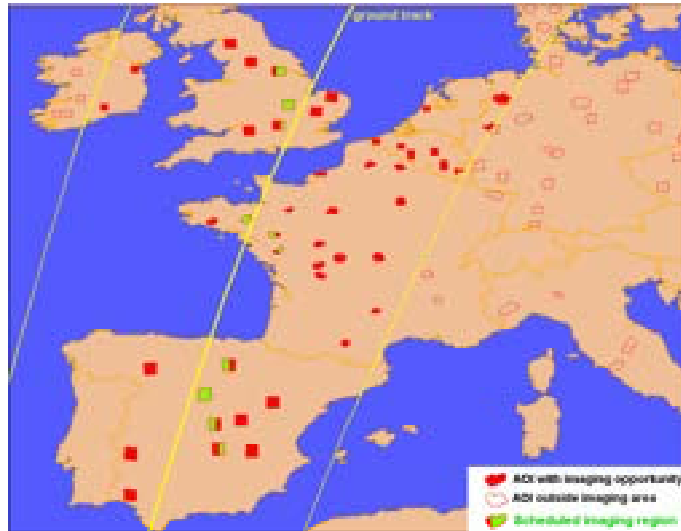 ground track
AOI with imaging opportunity
AOI outside imaging area
Scheduled imaging region